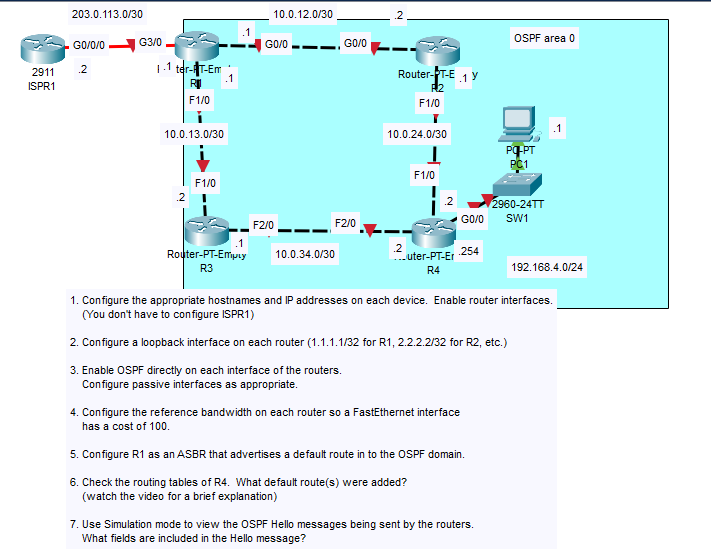 203.0.113.0/30
10.0.12.0/30
.2
OSPF area 0
.1
G0/0/0
G3/0
G0/0
G0/0
2911
ISPR1
.2
.1
R1
.1
Router-PT-E y
R2
.1
F1/0
F1/0
10.0.13.0/30
10.0.24.0/30
.1
PC-PT
PC1
F1/0
F1/0
.2
.2
2960-24TT
SW1
G0/0
F2/0
F2/0
.1
Router-PT-Empty
R3
10.0.34.0/30
.2
R4
.254
192.168.4.0/24
1. Configure the appropriate hostnames and IP addresses on each device. Enable router interfaces.
(You don't have to configure ISPR1)
2. Configure a loopback interface on each router (1.1.1.1/32 for R1, 2.2.2.2/32 for R2, etc.)
3. Enable OSPF directly on each interface of the routers.
Configure passive interfaces as appropriate.
4. Configure the reference bandwidth on each router so a FastEthernet interface
has a cost of 100.
5. Configure R1 as an ASBR that advertises a default route in to the OSPF domain.
6. Check the routing tables of R4. What default route(s) were added?
(watch the video for a brief explanation)
7. Use Simulation mode to view the OSPF Hello messages being sent by the routers.
What fields are included in the Hello message?